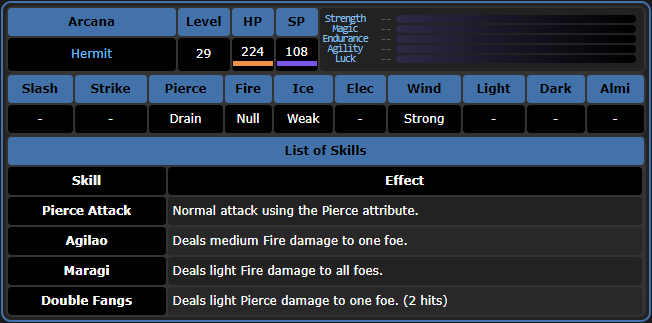 Arcana Level HP SP
Hermit 29 224 108
Strength --
Magic --
Endurance --
Agility --
Luck --
Slash Strike Pierce Fire Ice Elec Wind Light Dark Almi
- - Drain Null Weak - Strong - - -
List of Skills
Skill Effect
Pierce Attack Normal attack using the Pierce attribute.
Agilao Deals medium Fire damage to one foe.
Maragi Deals light Fire damage to all foes.
Double Fangs Deals light Pierce damage to one foe. (2 hits)